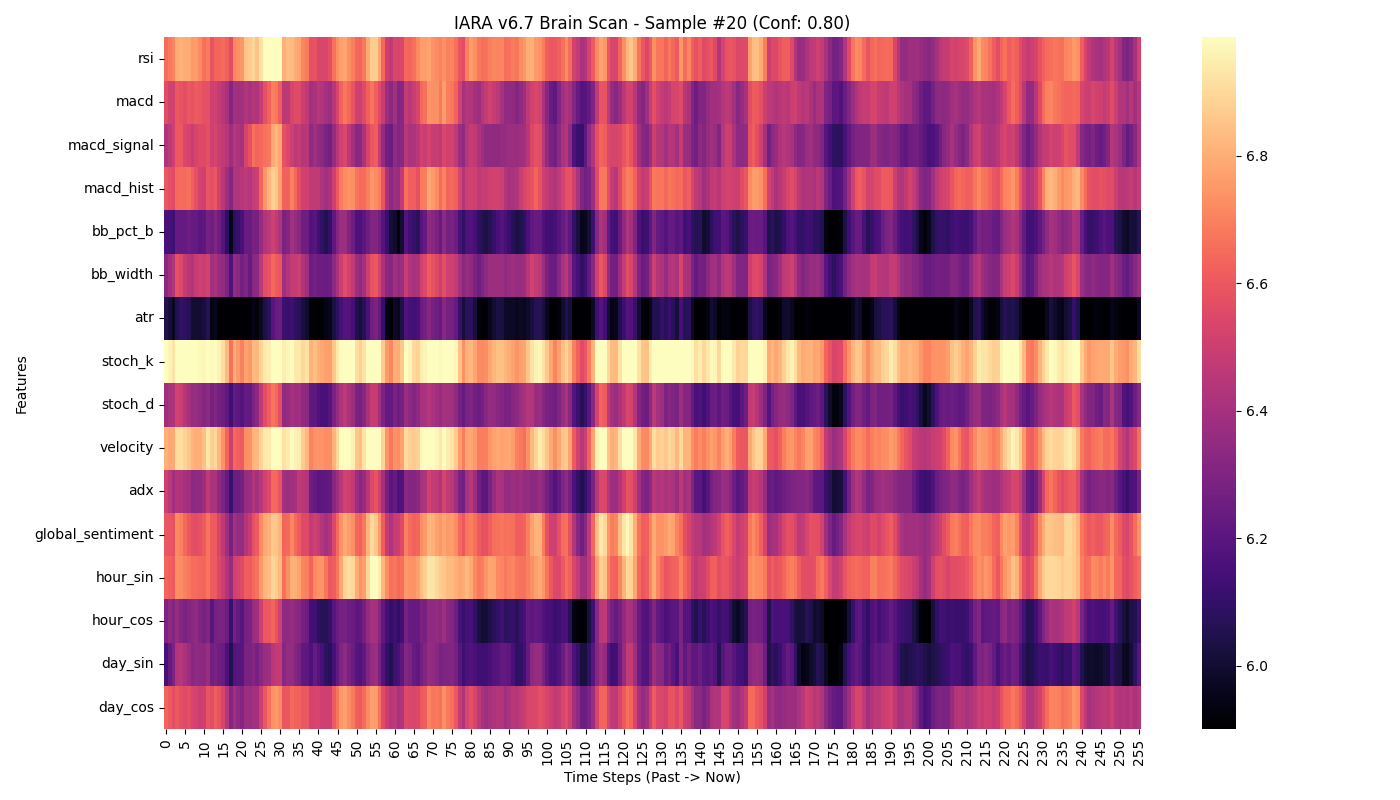 IARA v6.7 Brain Scan - Sample #20 (Conf: 0.80)
Features
rsi
macd
macd_signal
macd_hist
bb_pct_b
bb_width
atr
stoch_k
stoch_d
velocity
adx
global_sentiment
hour_sin
hour_cos
day_sin
day_cos
0 5 10 15 20 25 30 35 40 45 50 55 60 65 70 75 80 85 90 95 100 105 110 115 120 125 130 135 140 145 150 155 160 165 170 175 180 185 190 195 200 205 210 215 220 225 230 235 240 245 250 255
Time Steps (Past -> Now)
6.8
6.6
6.4
6.2
6.0